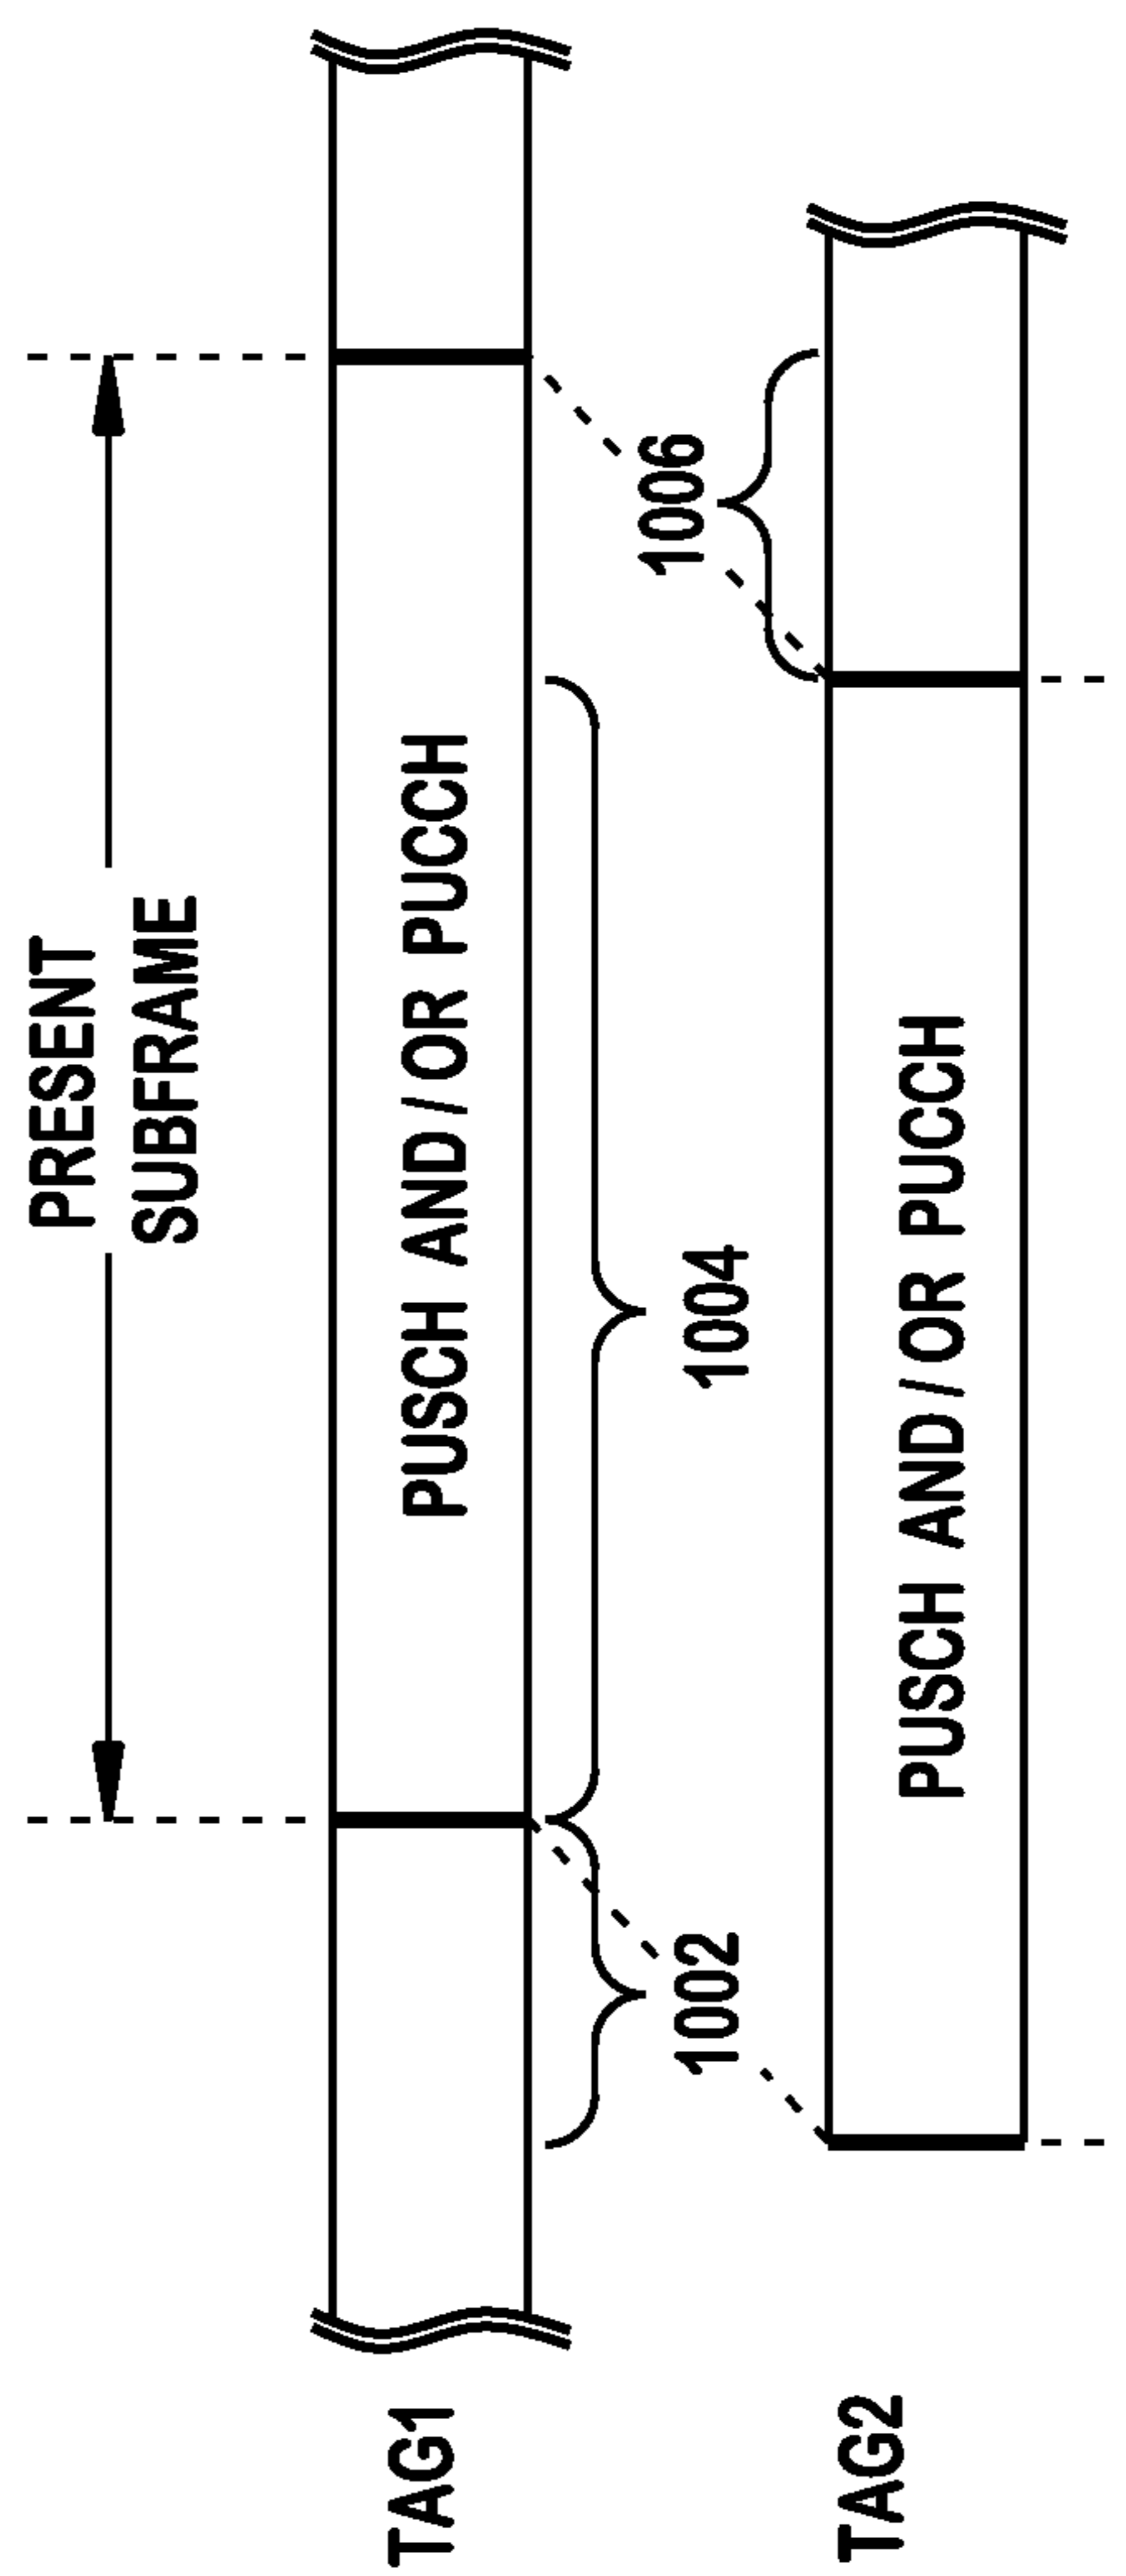 PRESENT
SUBFRAME
TAG1
PUSCH AND / OR PUCCH
1002
1004
1006
TAG2
PUSCH AND / OR PUCCH